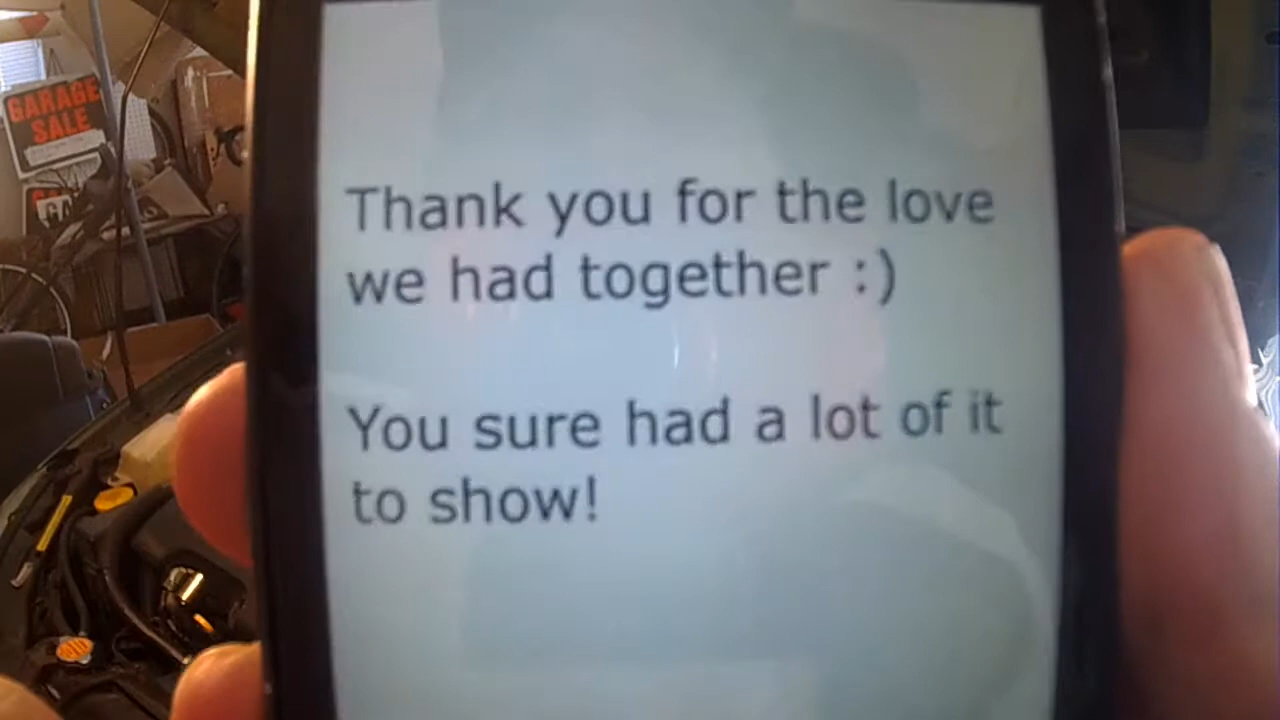 GARAGE
SALE
Thank you for the love
we had together :)
You sure had a lot of it
to show!